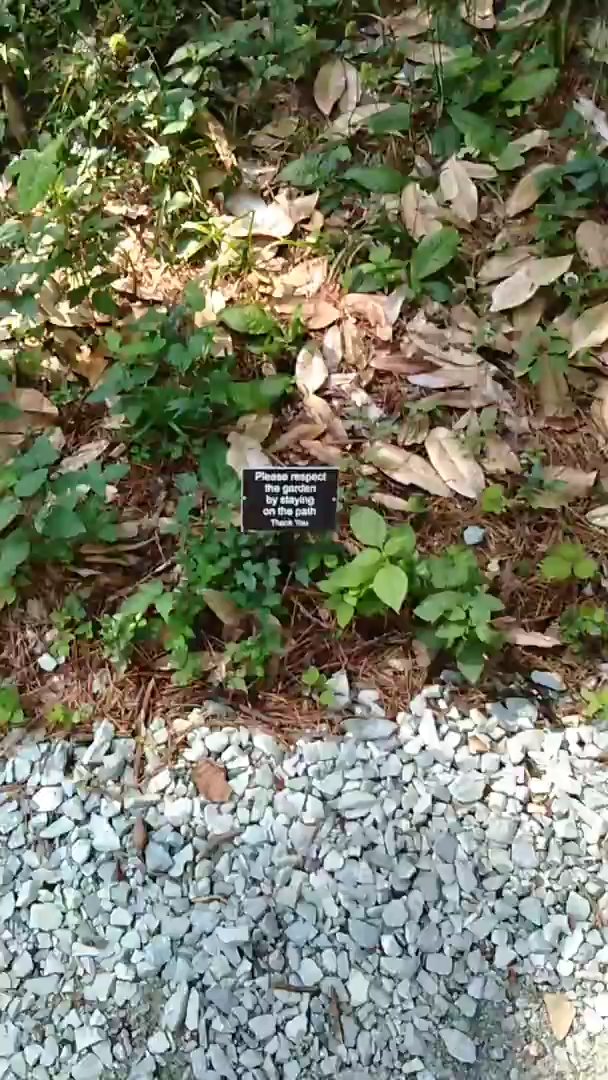 Please respect
the garden
by staying
on the path
Thank You